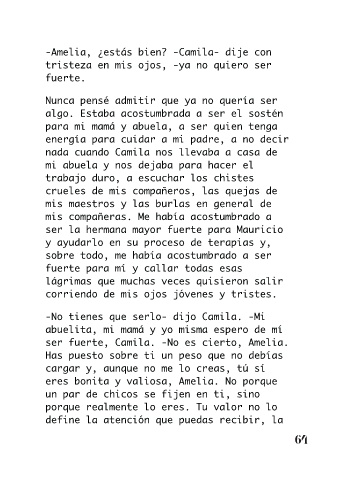 -Amelia, ¿estás bien? -Camila- dije con
tristeza en mis ojos, -ya no quiero ser
fuerte.
Nunca pensé admitir que ya no quería ser
algo. Estaba acostumbrada a ser el sostén
para mi mamá y abuela, a ser quien tenga
energía para cuidar a mi padre, a no decir
nada cuando Camila nos llevaba a casa de
mi abuela y nos dejaba para hacer el
trabajo duro, a escuchar los chistes
crueles de mis compañeros, las quejas de
mis maestros y las burlas en general de
mis compañeras. Me había acostumbrado a
ser la hermana mayor fuerte para Mauricio
y ayudarlo en su proceso de terapias y,
sobre todo, me había acostumbrado a ser
fuerte para mí y callar todas esas
lágrimas que muchas veces quisieron salir
corriendo de mis ojos jóvenes y tristes.
-No tienes que serlo- dijo Camila. -Mi
abuelita, mi mamá y yo misma espero de mí
ser fuerte, Camila. -No es cierto, Amelia.
Has puesto sobre ti un peso que no debías
cargar y, aunque no me lo creas, tú sí
eres bonita y valiosa, Amelia. No porque
un par de chicos se fijen en ti, sino
porque realmente lo eres. Tu valor no lo
define la atención que puedas recibir, la
64